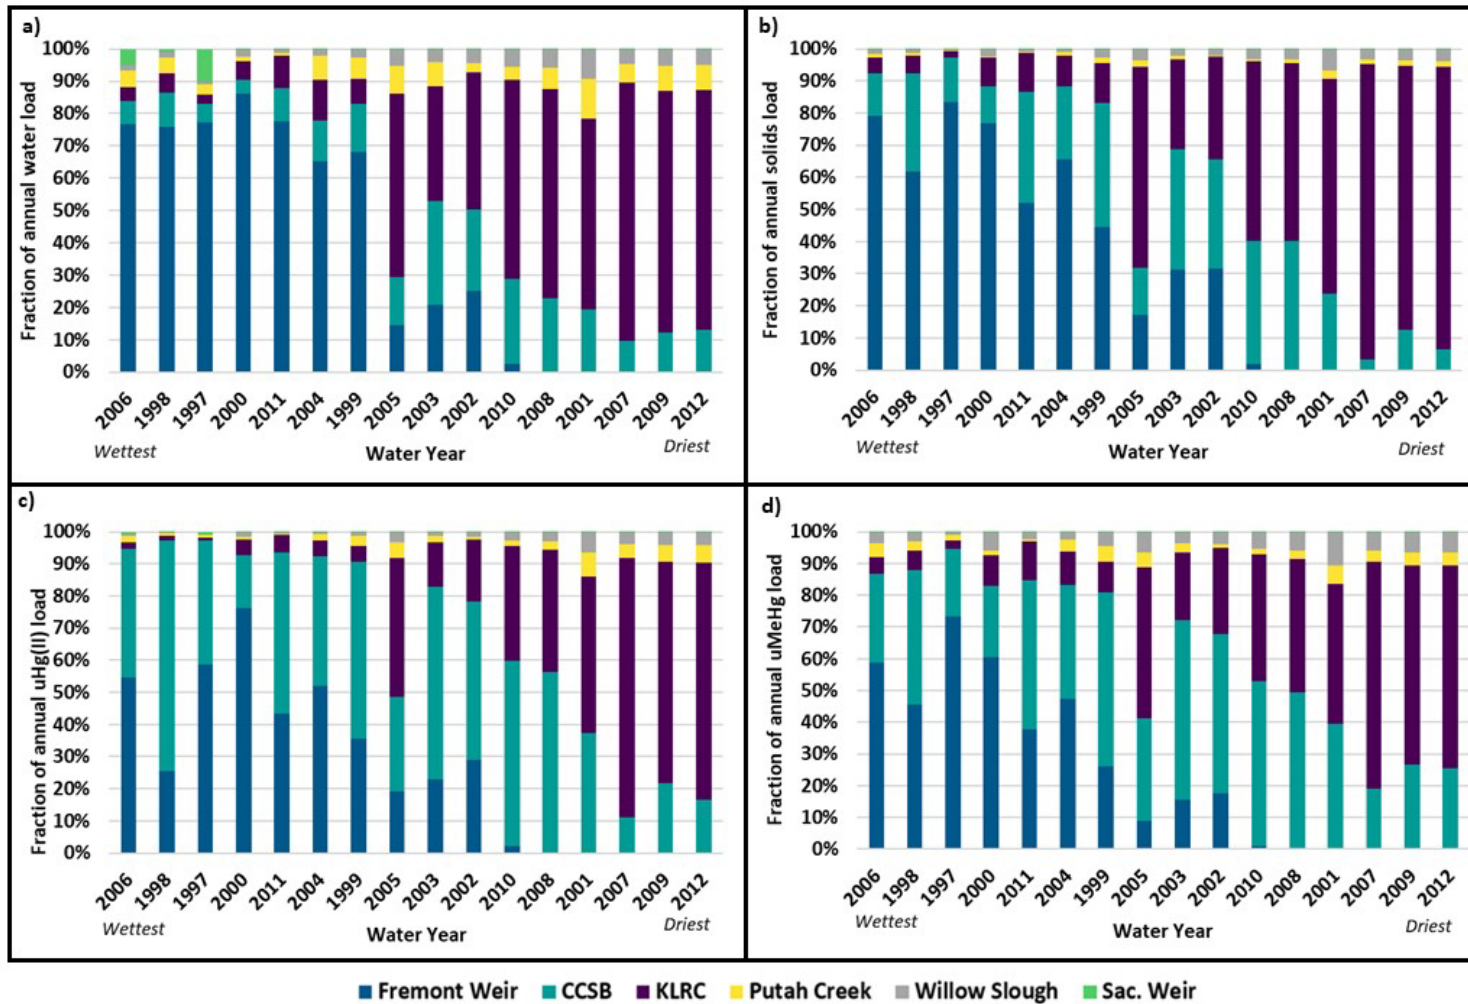 a)
100%
90%
80%
70%
60%
50%
40%
30%
20%
10%
0%
Fraction of annual water load
2006 1998 1997 2000 2011 2004 1999 2005 2003 2002 2010 2008 2001 2007 2009 2012
Wettest
Water Year
Driest
b)
100%
90%
80%
70%
60%
50%
40%
30%
20%
10%
0%
Fraction of annual solids load
2006 1998 1997 2000 2011 2004 1999 2005 2003 2002 2010 2008 2001 2007 2009 2012
Wettest
Water Year
Driest
c)
100%
90%
80%
70%
60%
50%
40%
30%
20%
10%
0%
Fraction of annual uHg(II) load
2006 1998 1997 2000 2011 2004 1999 2005 2003 2002 2010 2008 2001 2007 2009 2012
Wettest
Water Year
Driest
d)
100%
90%
80%
70%
60%
50%
40%
30%
20%
10%
0%
Fraction of annual uMeHg load
2006 1998 1997 2000 2011 2004 1999 2005 2003 2002 2010 2008 2001 2007 2009 2012
Wettest
Water Year
Driest
Fremont Weir CCSB KLRC Putah Creek Willow Slough Sac. Weir